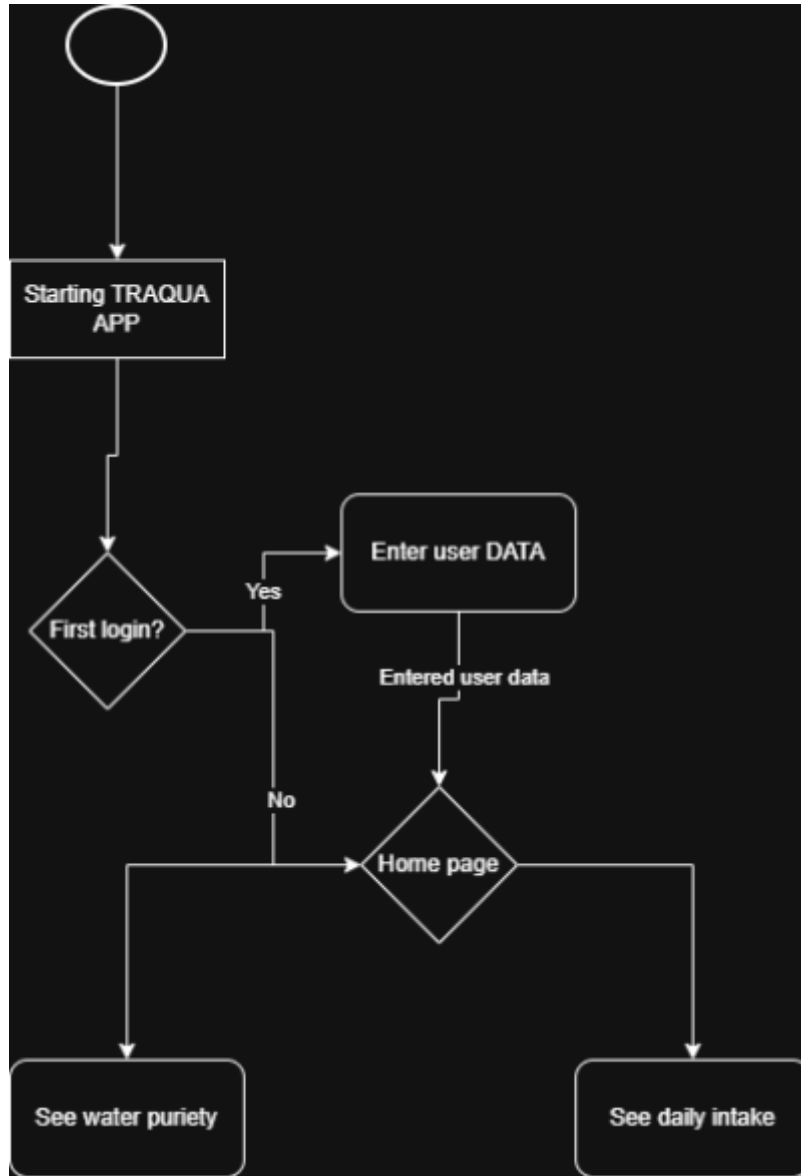 Starting TRAQUA
APP
Enter user DATA
Yes
First login?
Entered user data
No
Home page
See water puriety
See daily intake